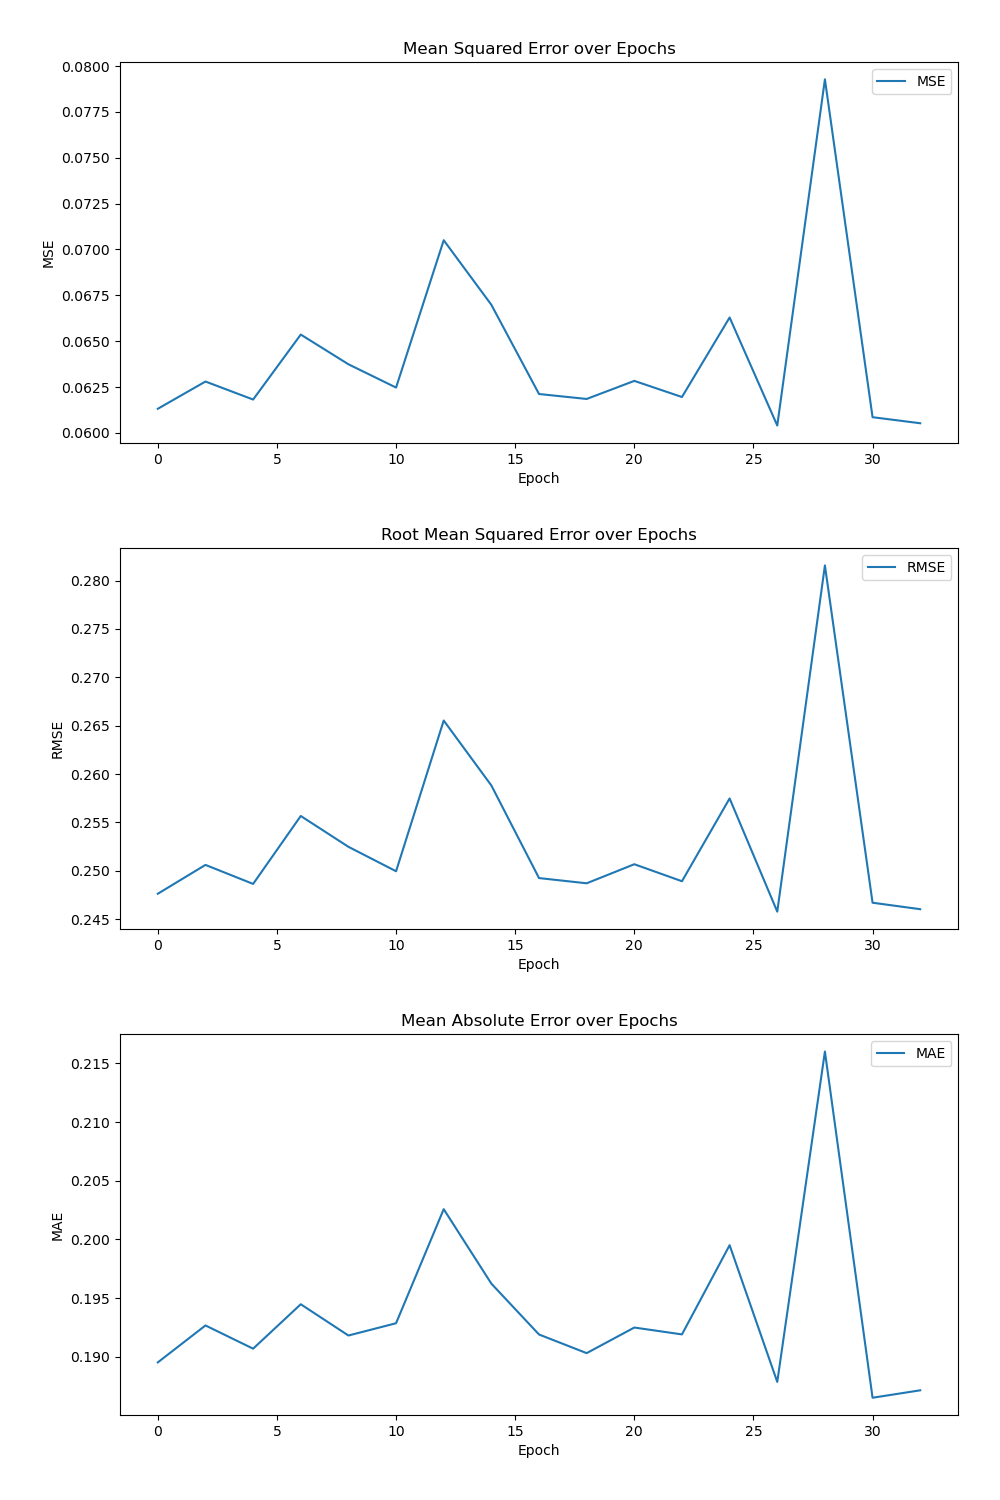 Mean Squared Error over Epochs
MSE
0.0800
0.0775
0.0750
0.0725
0.0700
0.0675
0.0650
0.0625
0.0600
MSE
0 5 10 15 20 25 30
Epoch
Root Mean Squared Error over Epochs
RMSE
0.280
0.275
0.270
0.265
0.260
0.255
0.250
0.245
RMSE
0 5 10 15 20 25 30
Epoch
Mean Absolute Error over Epochs
MAE
0.215
0.210
0.205
0.200
0.195
0.190
MAE
0 5 10 15 20 25 30
Epoch